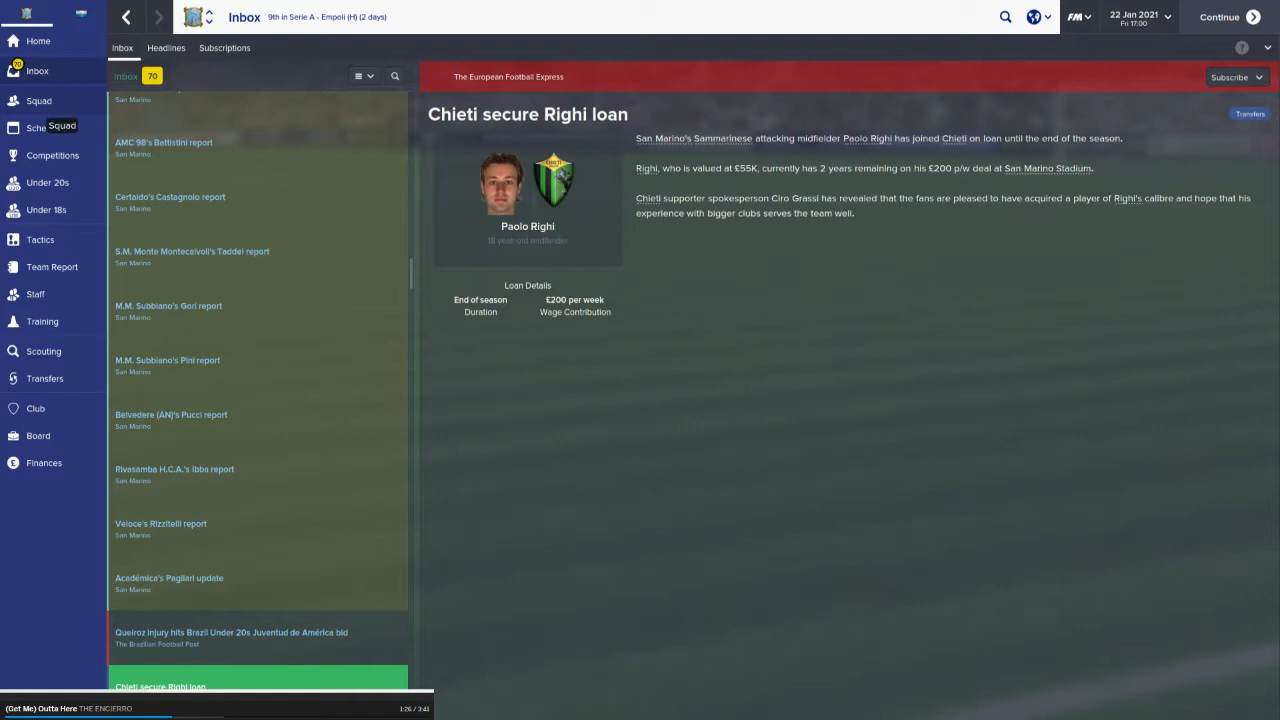 Inbox
9th in Serie A - Empoli (H) (2 days)
FM
22 Jan 2021
Fri 17:00
Continue
Home
70
Inbox
Squad
Sche
Squad
Competitions
Under 20s
Under 18s
Tactics
Team Report
Staff
Training
Scouting
Transfers
Club
Board
Finances
Inbox
Headlines
Subscriptions
Inbox 70
San Marino
AMC 98's Battistini report
San Marino
Certaldo's Castagnolo report
San Marino
S.M. Monte Montecalvoli's Taddei report
San Marino
M.M. Subbiano's Gori report
San Marino
M.M. Subbiano's Pini report
San Marino
Belvedere (AN)'s Pucci report
San Marino
Rivasamba H.C.A.'s Ibba report
San Marino
Veloce's Rizzitelli report
San Marino
Académica's Pagliari update
San Marino
Queiroz injury hits Brazil Under 20s Juventud de América bid
The Brazilian Football Post
Chieti secure Righi loan
The European Football Express
Subscribe
Chieti secure Righi loan
Transfers
CHIETI
Paolo Righi
18 year old midfielder
Loan Details
End of season
Duration
£200 per week
Wage Contribution
San Marino's Sammarinese attacking midfielder Paolo Righi has joined Chieti on loan until the end of the season.
Righi, who is valued at £55K, currently has 2 years remaining on his £200 p/w deal at San Marino Stadium.
Chieti supporter spokesperson Ciro Grassi has revealed that the fans are pleased to have acquired a player of Righi's calibre and hope that his
experience with bigger clubs serves the team well.
(Get Me) Outta Here THE ENCIERRO
1:26 / 3:41